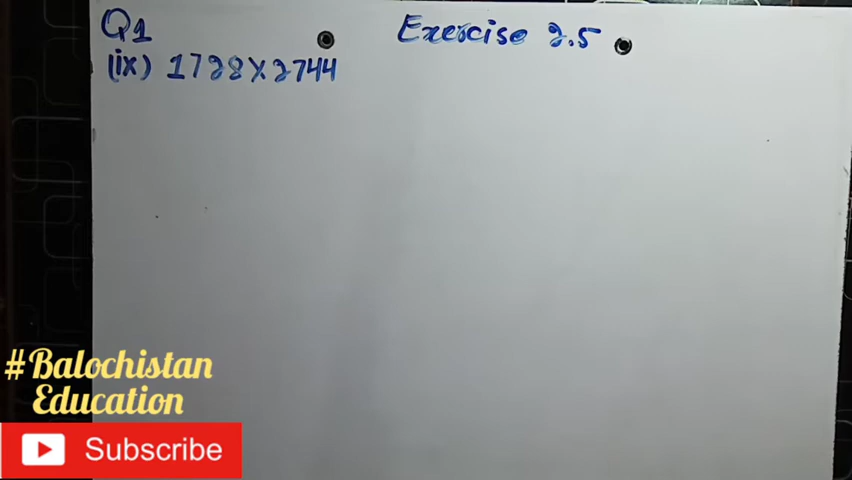 Q1
Exercise 2.5
(ix) 1728X2744
#Balochistan
Education
Subscribe